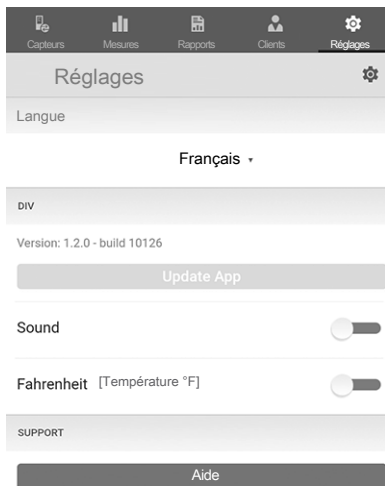 Capteurs Mesures Rapports Clients Réglages
Réglages
Langue
Français
DIV
Version: 1.2.0 - build 10126
Update App
Sound
Fahrenheit [Température °F]
SUPPORT
Aide